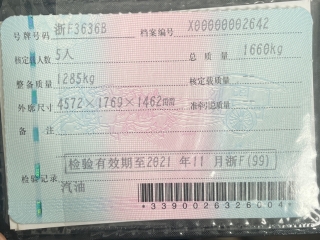 号牌号码 浙F3636B 档案编号 X00000002642
核定载人数 5人 总质量 1660kg
整备质量 1285kg 核定载质量
外廓尺寸 4572×1769×1462mm 准牵引总质量
备注
检验有效期至2021年11月浙F(99)
检验记录
汽油
*3390026326004*